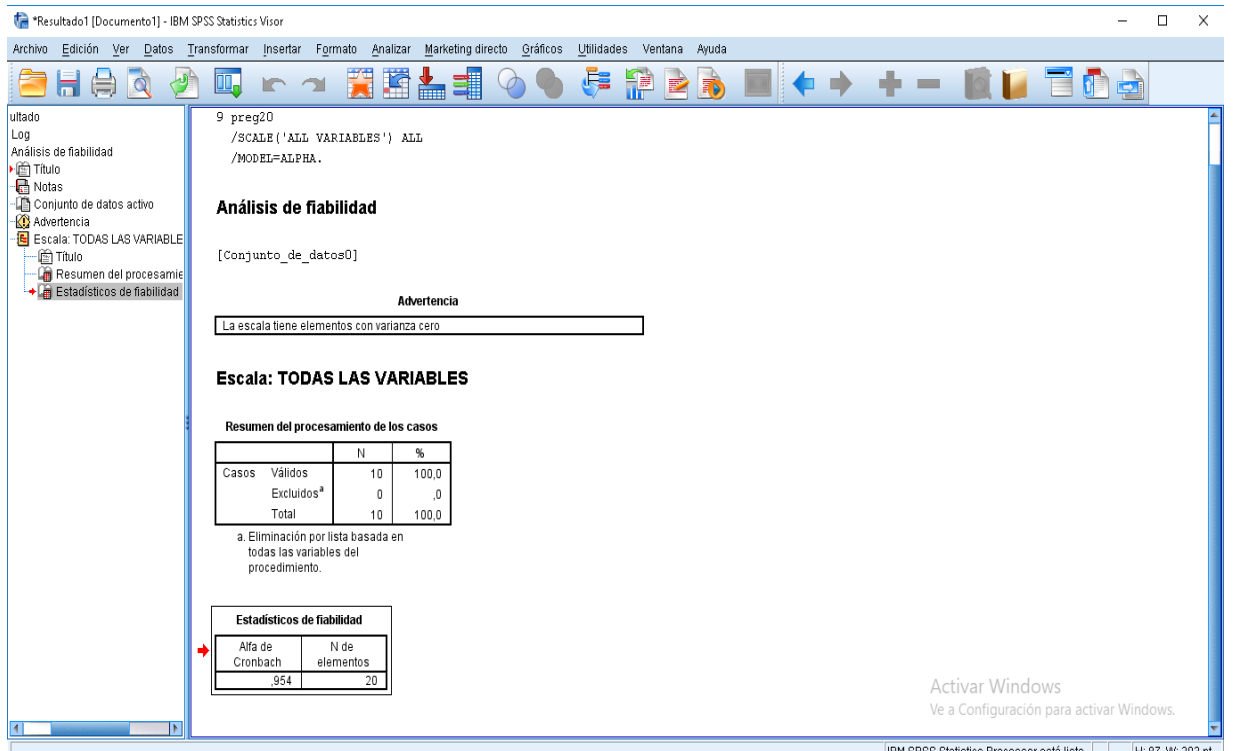 *Resultado1 [Documento1] - IBM SPSS Statistics Visor
Archivo Edición Ver Datos Transformar Insertar Formato Analizar Marketing directo Gráficos Utilidades Ventana Ayuda
ultado
Log
Análisis de fiabilidad
Título
Notas
Conjunto de datos activo
Advertencia
Escala: TODAS LAS VARIABLE
Título
Resumen del procesamie
Estadísticos de fiabilidad
9 preg20
/SCALE('ALL VARIABLES') ALL
/MODEL=ALPHA.
Análisis de fiabilidad
[Conjunto_de_datos0]
Advertencia
La escala tiene elementos con varianza cero
Escala: TODAS LAS VARIABLES
Resumen del procesamiento de los casos
N %
Casos Válidos 10 100,0
Excluidosª 0 ,0
Total 10 100,0
a. Eliminación por lista basada en
todas las variables del
procedimiento.
Estadísticos de fiabilidad
Alfa de N de
Cronbach elementos
,954 20
Activar Windows
Ve a Configuración para activar Windows.